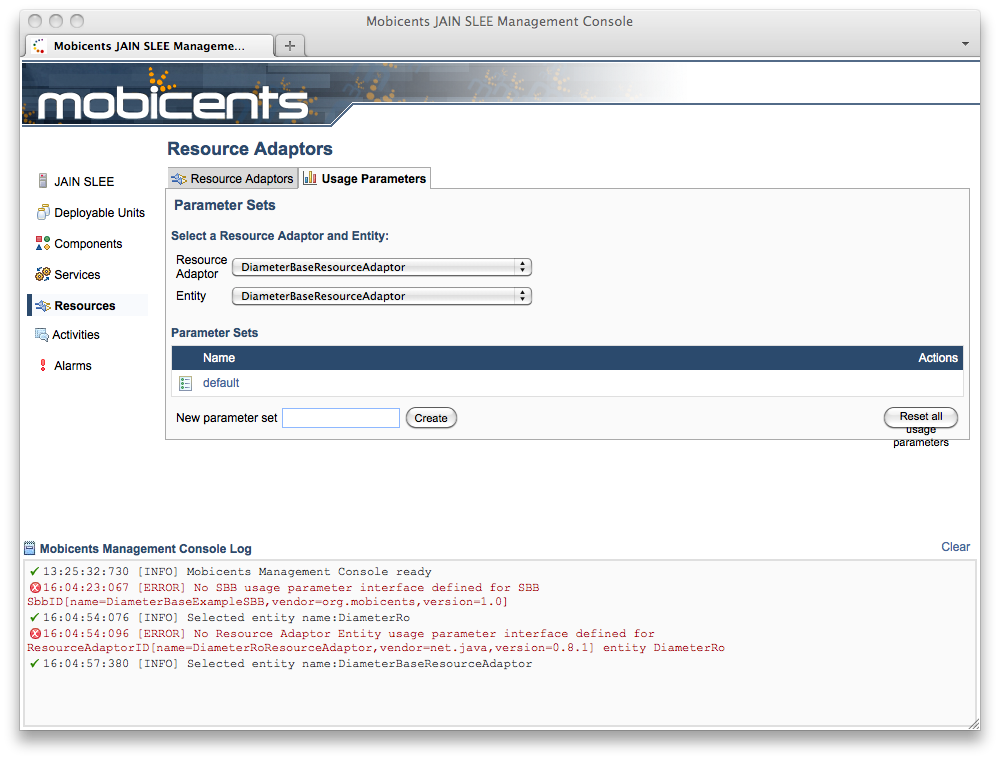 Mobicents JAIN SLEE Management Console
Mobicents JAIN SLEE Manageme...
mobicents
Resource Adaptors
JAIN SLEE
Deployable Units
Components
Services
Resources
Activities
Alarms
Resource Adaptors
Usage Parameters
Parameter Sets
Select a Resource Adaptor and Entity:
Resource
Adaptor
DiameterBaseResourceAdaptor
Entity
DiameterBaseResourceAdaptor
Parameter Sets
Name
Actions
default
New parameter set
Create
Reset all
usage
parameters
Mobicents Management Console Log
Clear
13:25:32:730 [INFO] Mobicents Management Console ready
16:04:23:067 [ERROR] No SBB usage parameter interface defined for SBB
SbbID[name=DiameterBaseExampleSBB,vendor=org.mobicents,version=1.0]
16:04:54:076 [INFO] Selected entity name:DiameterRo
16:04:54:096 [ERROR] No Resource Adaptor Entity usage parameter interface defined for
ResourceAdaptorID[name=DiameterRoResourceAdaptor,vendor=net.java,version=0.8.1] entity DiameterRo
16:04:57:380 [INFO] Selected entity name:DiameterBaseResourceAdaptor